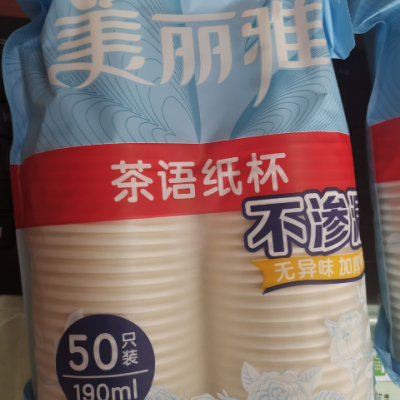 美丽雅
茶语纸杯
不渗
无异味 加
50只装
190ml